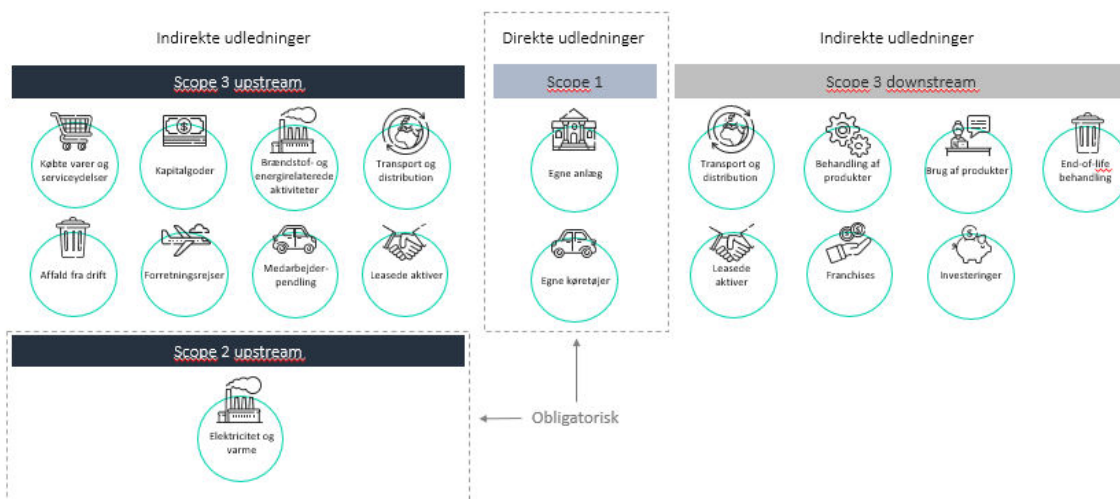 Indirekte udledninger
Direkte udledninger
Indirekte udledninger
Scope 3 upstream
Scope 1
Scope 3 downstream
Købte varer og
serviceydelser
Kapitalgoder
Brændstof- og
energirelaterede
aktiviteter
Transport og
distribution
Egne anlæg
Transport og
distribution
Behandling af
produkter
Brug af produkter
End-of-life
behandling
Affald fra drift
Forretningsrejser
Medarbejder-
pendling
Leasede aktiver
Egne køretøjer
Leasede
aktiver
Franchises
Investeringer
Scope 2 upstream
Elektricitet og
varme
Obligatorisk